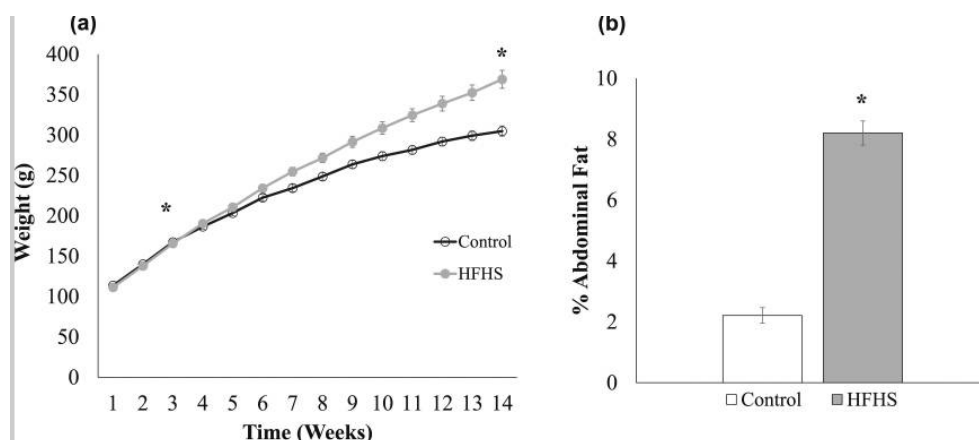 (a)
Weight (g)
400
350
300
250
200
150
100
50
0
*
*
Control
HFHS
1 2 3 4 5 6 7 8 9 10 11 12 13 14
Time (Weeks)
(b)
% Abdominal Fat
10
8
6
4
2
0
*
Control HFHS